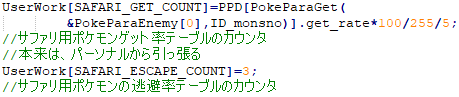 UserWork[SAFARI_GET_COUNT]=PPD[PokeParaGet(
&PokeParaEnemy[0],ID_monsno)].get_rate*100/255/5;
//サファリ用ポケモンゲット率テーブルのカウンタ
//本来は、パーソナルから引っ張る
UserWork[SAFARI_ESCAPE_COUNT]=3;
//サファリ用ポケモンの逃避率テーブルのカウンタ